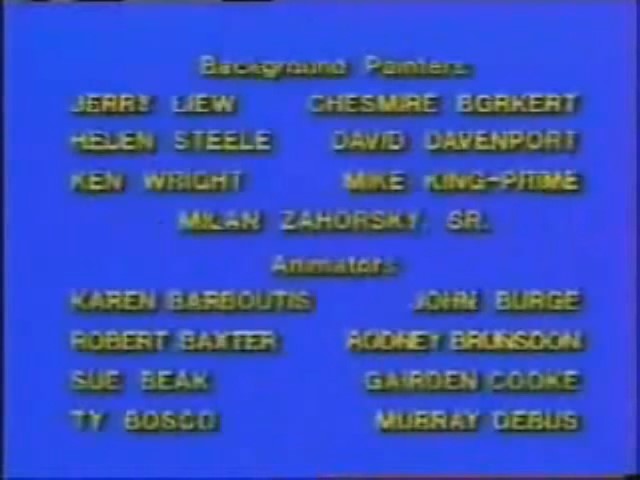 Background Painters
JERRY LIEW CHESMIRE BORKERT
HELEN STEELE DAVID DAVENPORT
KEN WRIGHT MIKE KING-PRIME
MILAN ZAHORSKY, SR.
Animators
KAREN BARBOUTIS JOHN BURGE
ROBERT BAXTER RODNEY BRUNSDON
SUE BEAK GAIRDEN COOKE
TY BOSCO MURRAY DEBUS